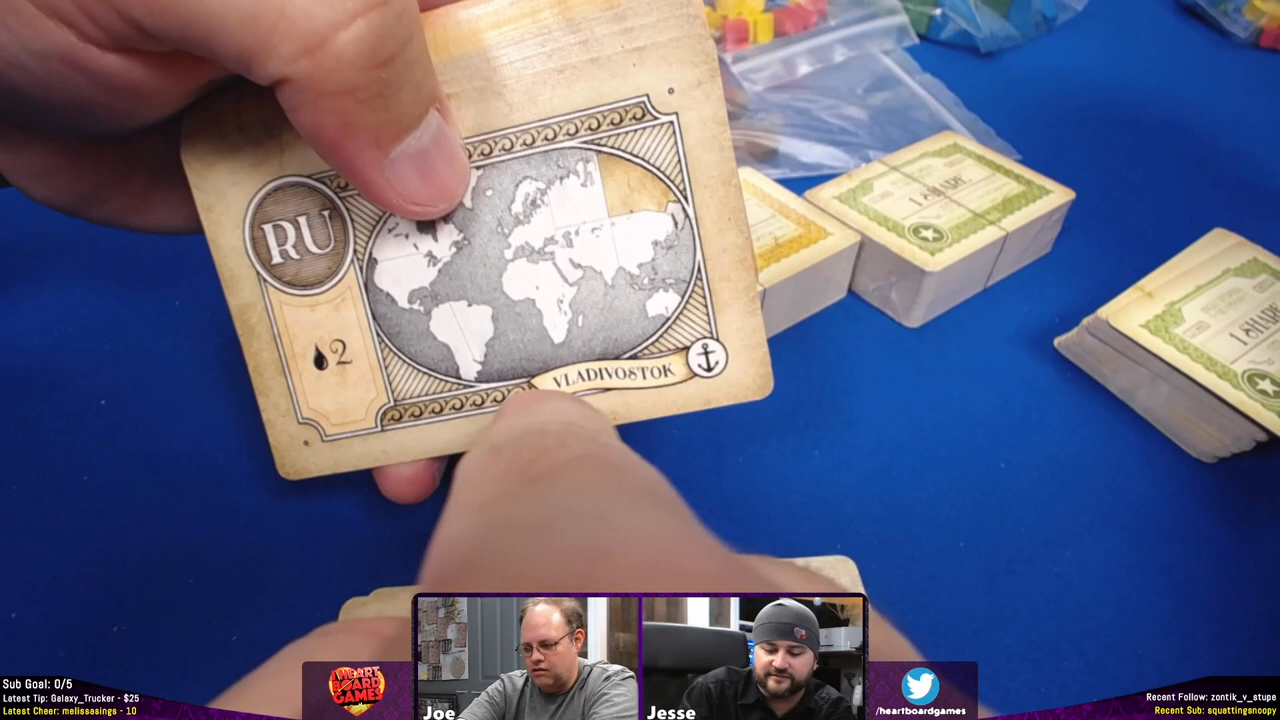 RU
2
VLADIVOSTOK
1 SHARE
1 SHARE
Sub Goal: 0/5
Latest Tip: Galaxy_Trucker - $25
Latest Cheer: melissasings - 10
I HEART
BOARD
GAMES
Joe
Jesse
/heartboardgames
Recent Follow: zontik_v_stupe
Recent Sub: squattingsnoopy